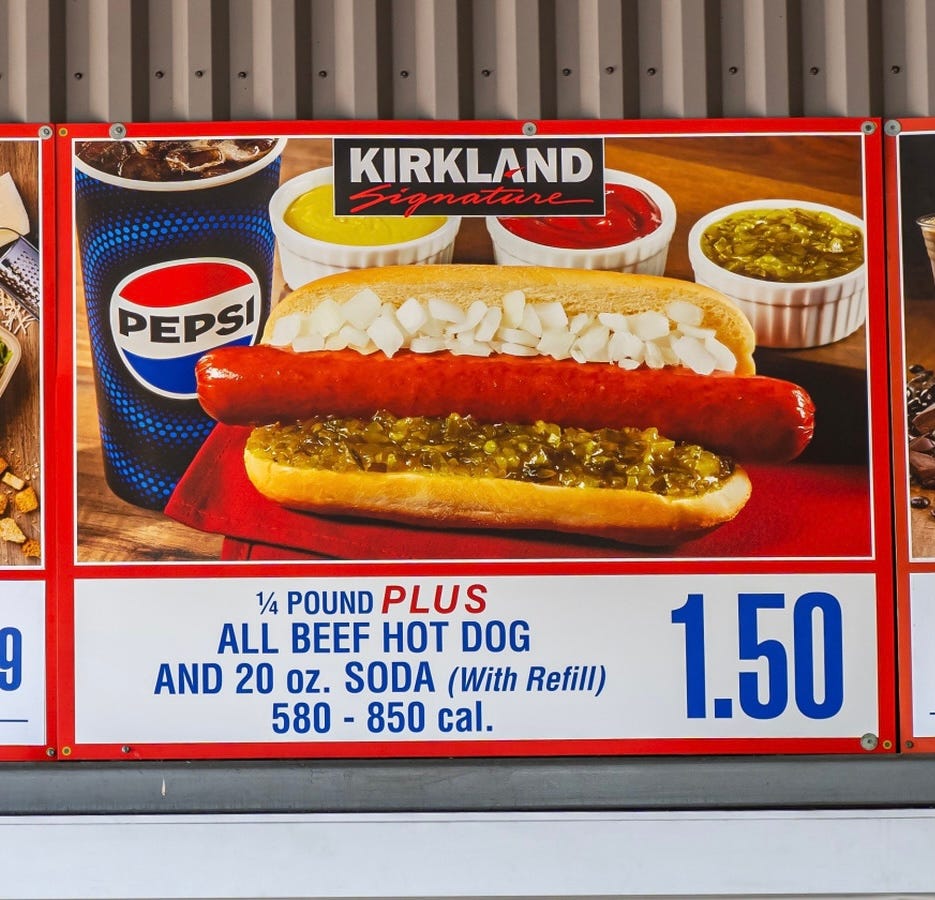 KIRKLAND
Signature
PEPSI
¼ POUND PLUS
ALL BEEF HOT DOG
AND 20 oz. SODA (With Refill)
580 - 850 cal.
1.50
9